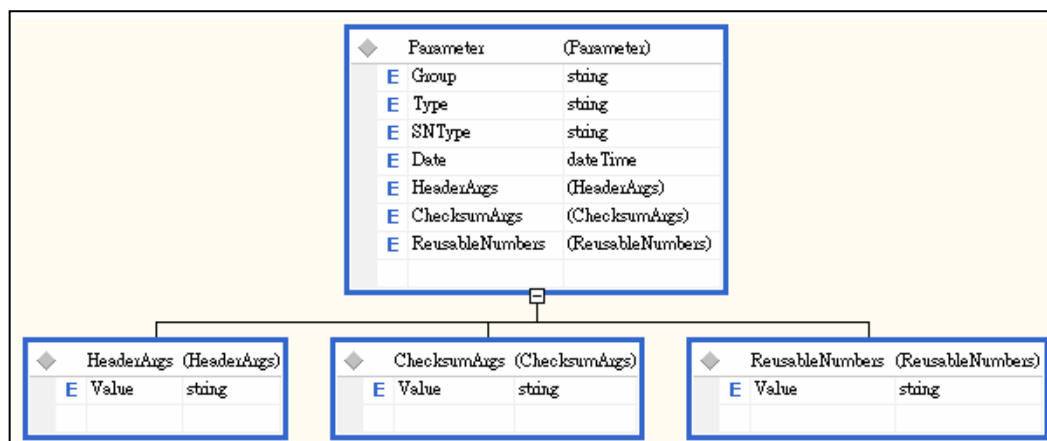 Parameter (Parameter)
E Group string
E Type string
E SNType string
E Date dateTime
E HeaderArgs (HeaderArgs)
E ChecksumArgs (ChecksumArgs)
E ReusableNumbers (ReusableNumbers)
HeaderArgs (HeaderArgs)
E Value string
ChecksumArgs (ChecksumArgs)
E Value string
ReusableNumbers (ReusableNumbers)
E Value string